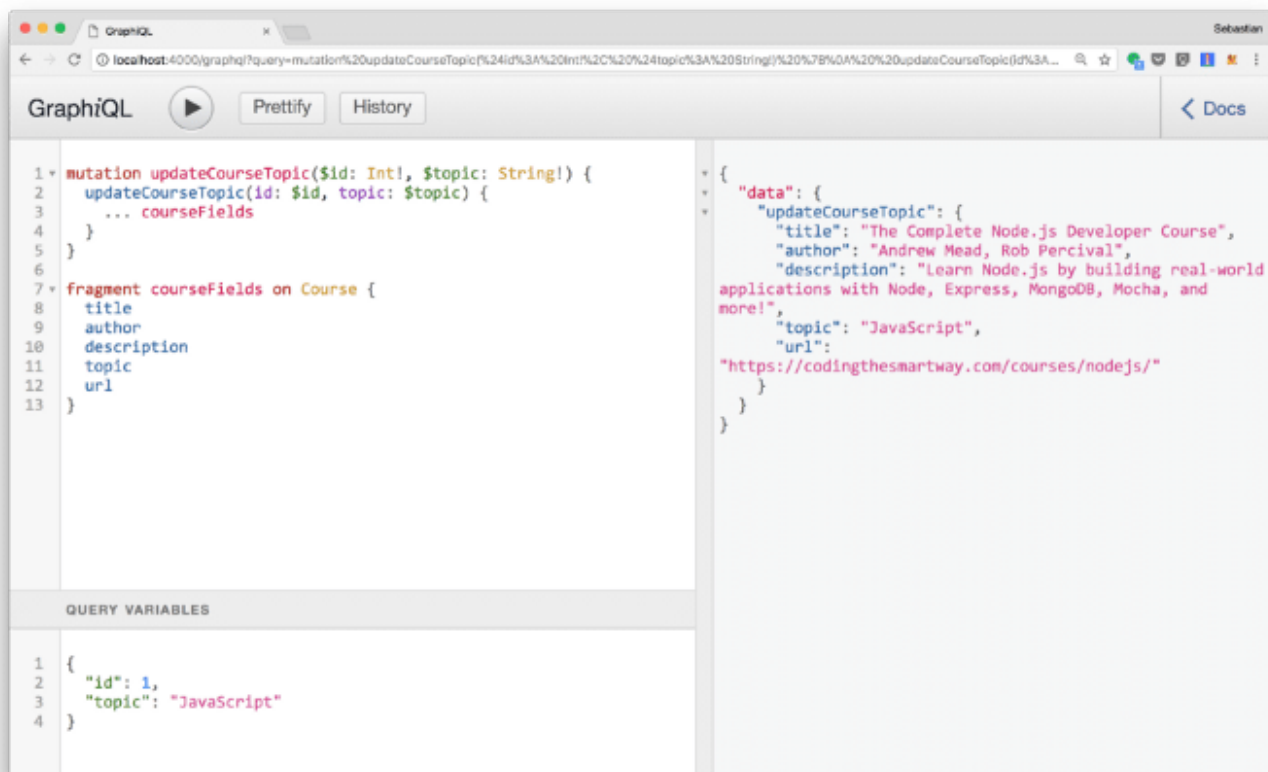 GraphiQL
Sebastian
localhost:4000/graphql?query=mutation%20updateCourseTopic(%24id%3A%20Int!%2C%20%24topic%3A%20String!)%20%7B%0A%20%20updateCourseTopic(id%3A...
GraphiQL
Prettify
History
Docs
1 mutation updateCourseTopic($id: Int!, $topic: String!) {
2 updateCourseTopic(id: $id, topic: $topic) {
3 ... courseFields
4 }
5 }
6
7 fragment courseFields on Course {
8 title
9 author
10 description
11 topic
12 url
13 }
QUERY VARIABLES
1 {
2 "id": 1,
3 "topic": "JavaScript"
4 }
{
"data": {
"updateCourseTopic": {
"title": "The Complete Node.js Developer Course",
"author": "Andrew Mead, Rob Percival",
"description": "Learn Node.js by building real-world
applications with Node, Express, MongoDB, Mocha, and
more!",
"topic": "JavaScript",
"url":
"https://codingthesmartway.com/courses/nodejs/"
}
}
}